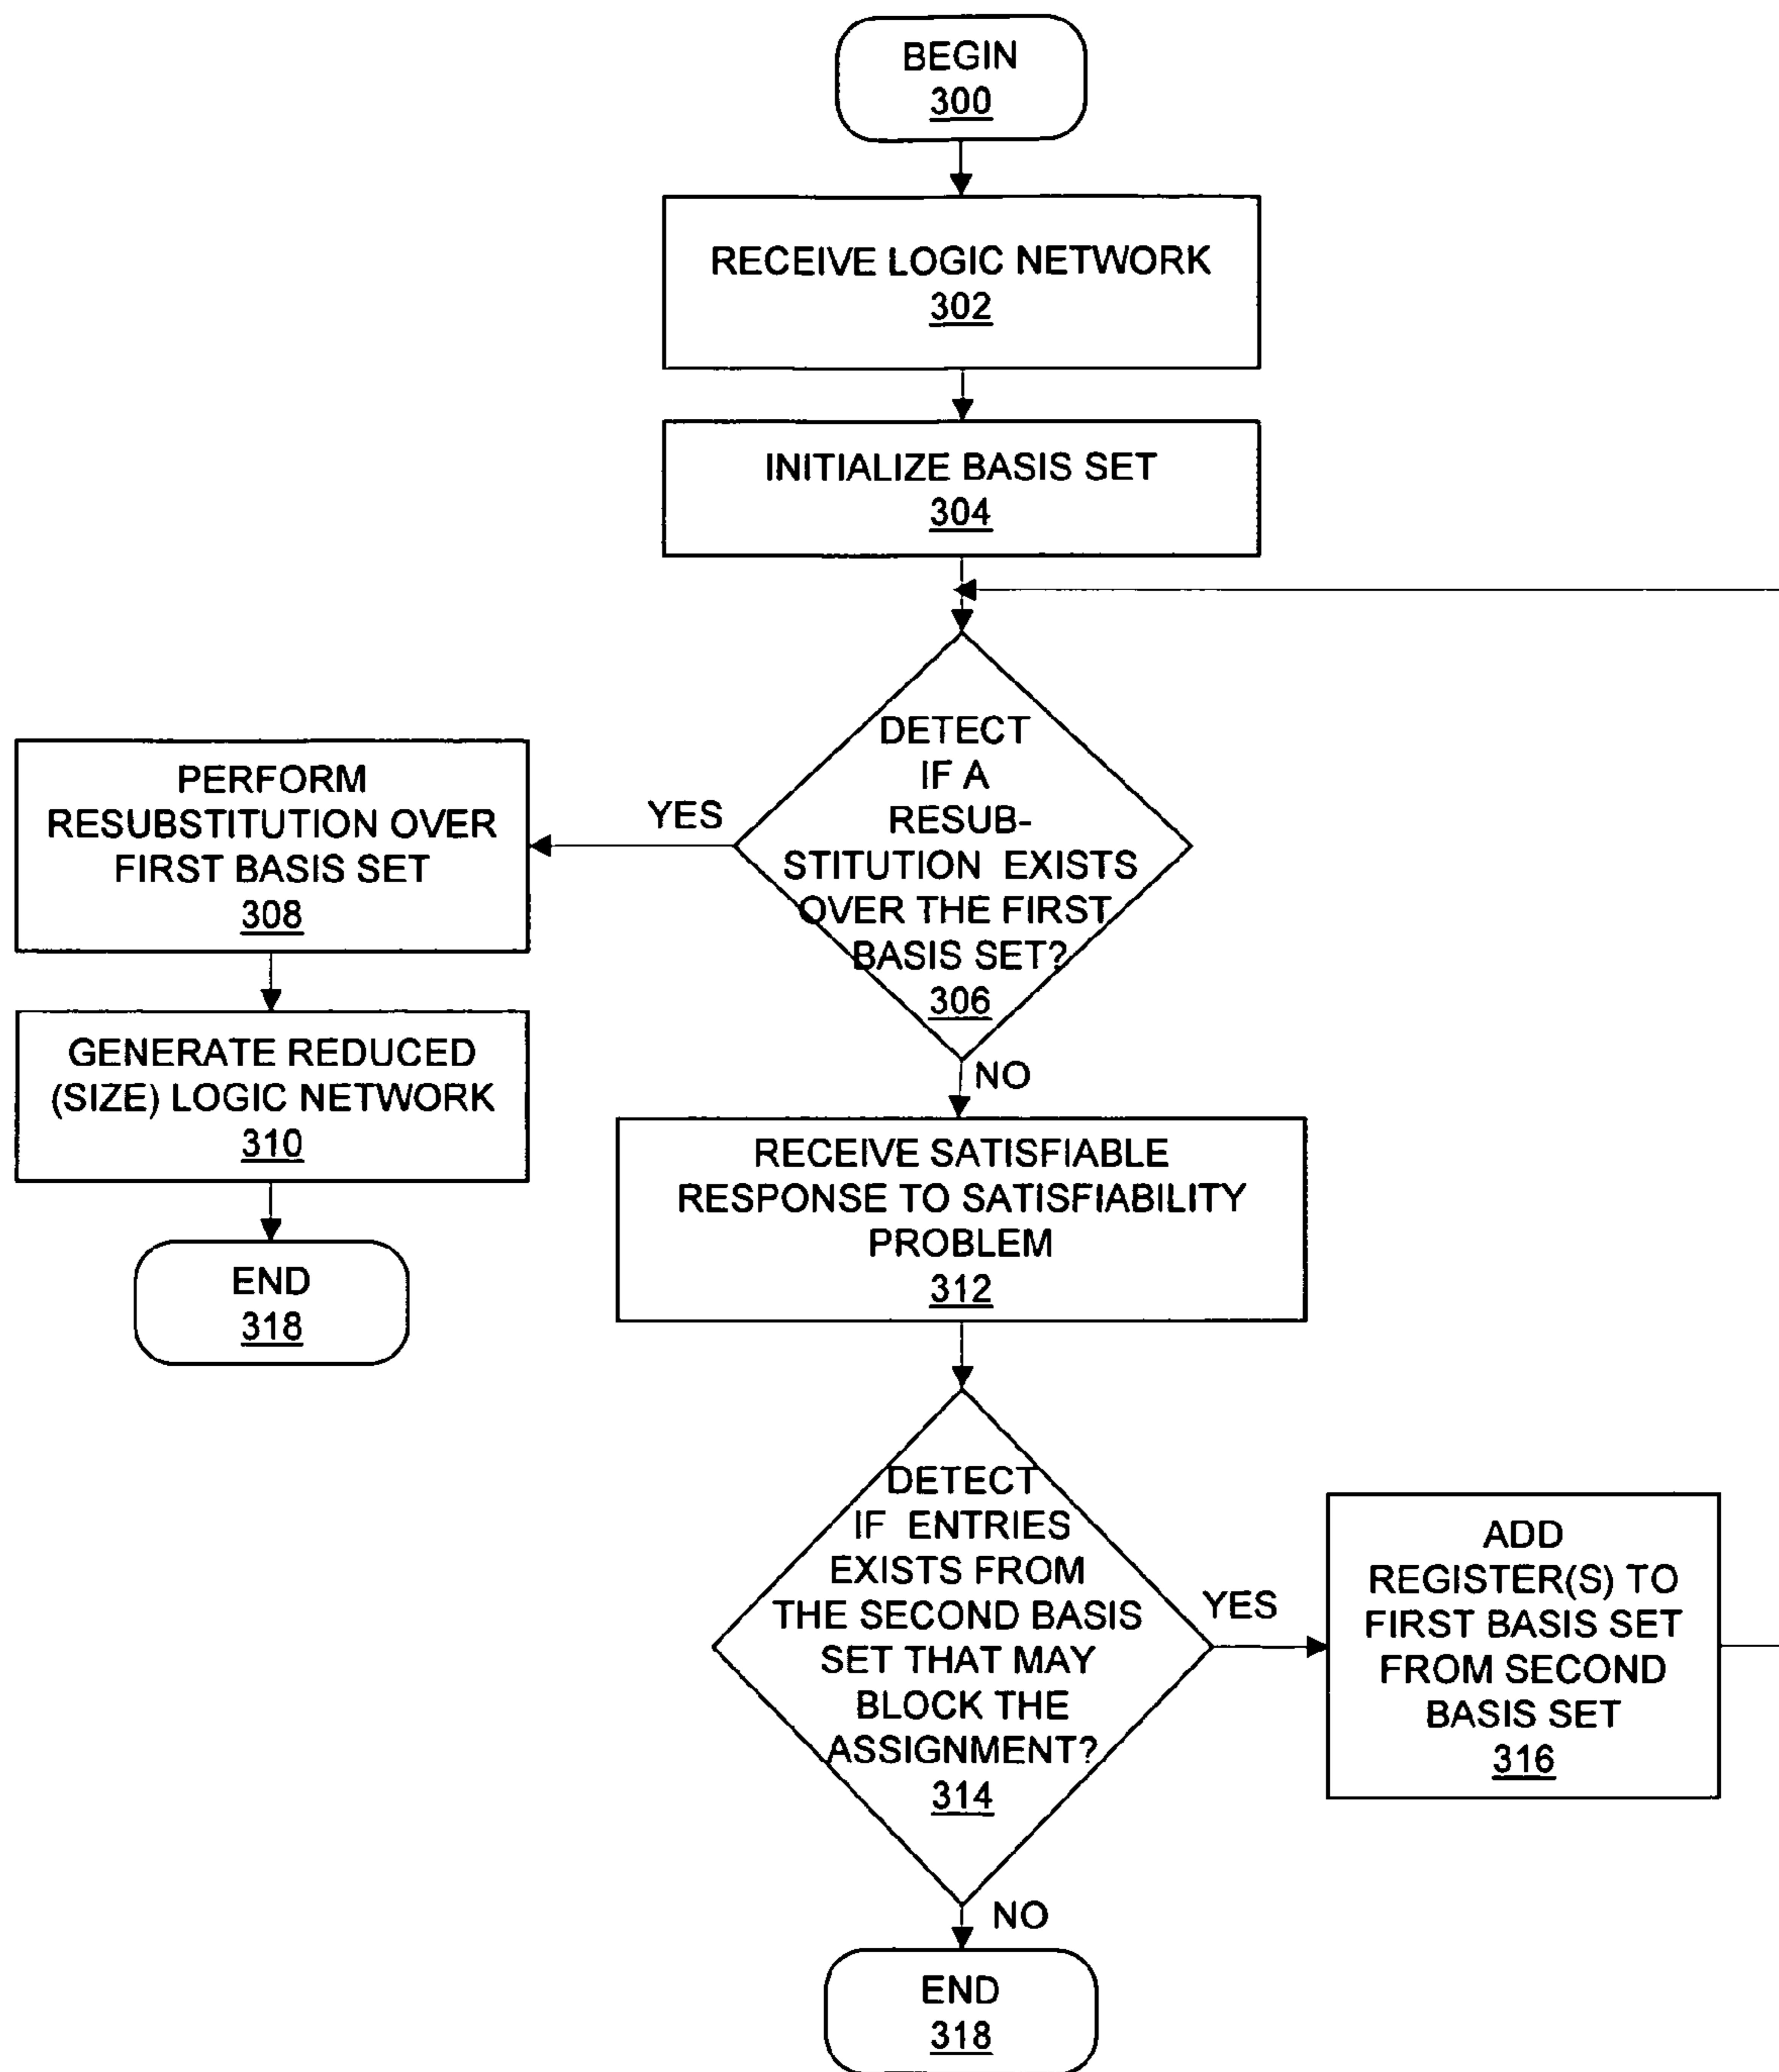 BEGIN
300
RECEIVE LOGIC NETWORK
302
INITIALIZE BASIS SET
304
DETECT
IF A
RESUB-
STITUTION EXISTS
OVER THE FIRST
BASIS SET?
306
YES
PERFORM
RESUBSTITUTION OVER
FIRST BASIS SET
308
GENERATE REDUCED
(SIZE) LOGIC NETWORK
310
END
318
NO
RECEIVE SATISFIABLE
RESPONSE TO SATISFIABILITY
PROBLEM
312
DETECT
IF ENTRIES
EXISTS FROM
THE SECOND BASIS
SET THAT MAY
BLOCK THE
ASSIGNMENT?
314
YES
ADD
REGISTER(S) TO
FIRST BASIS SET
FROM SECOND
BASIS SET
316
NO
END
318